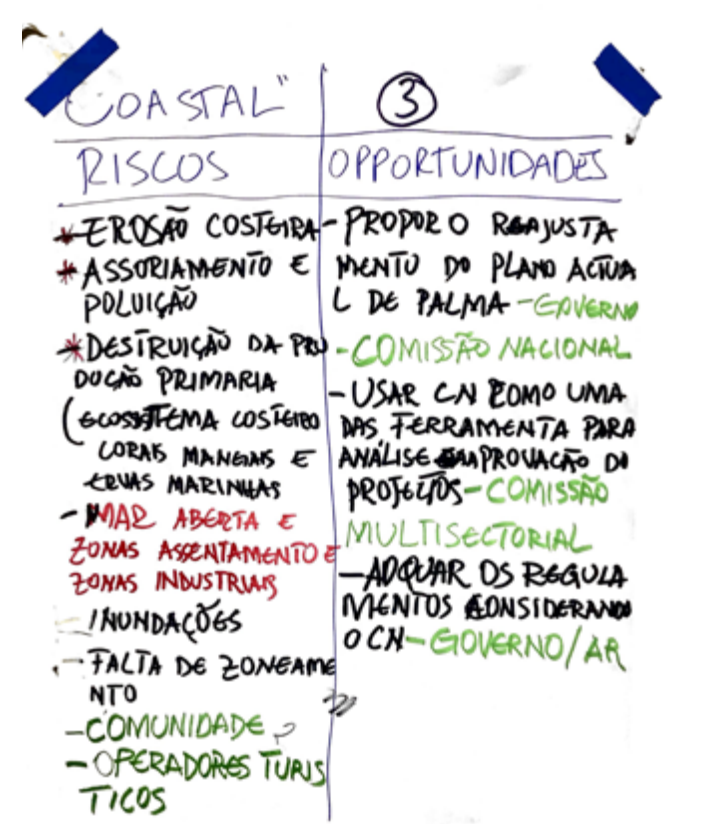 COASTAL"
3
RISCOS
OPPORTUNIDADES
* EROSÃO COSTEIRA
* ASSORIAMENTO E
POLUIÇÃO
* DESTRUIÇÃO DA PRO
DUCÃO PRIMARIA
(ECOSSISTEMA COSTEIRO
CORAIS MANGAIS E
ERVAS MARINHAS
- MAR ABERTA E
ZONAS ASSENTAMENTO E
ZONAS INDUSTRIAIS
- INUNDAÇÕES
- FALTA DE ZONEAME
NTO
- COMUNIDADE
- OPERADORES TURIS
TICOS
- PROPOR O REAJUSTA
MENTO DO PLANO ACTUA
L DE PALMA - GOVERNO
- COMISSÃO NACIONAL
- USAR CN COMO UMA
DAS FERRAMENTA PARA
ANÁLISE APROVAÇÃO DO
PROJECTOS - COMISSÃO
MULTISECTORIAL
- ADQUAR OS REGULA
MENTOS CONSIDERANDO
O CN - GOVERNO/AR